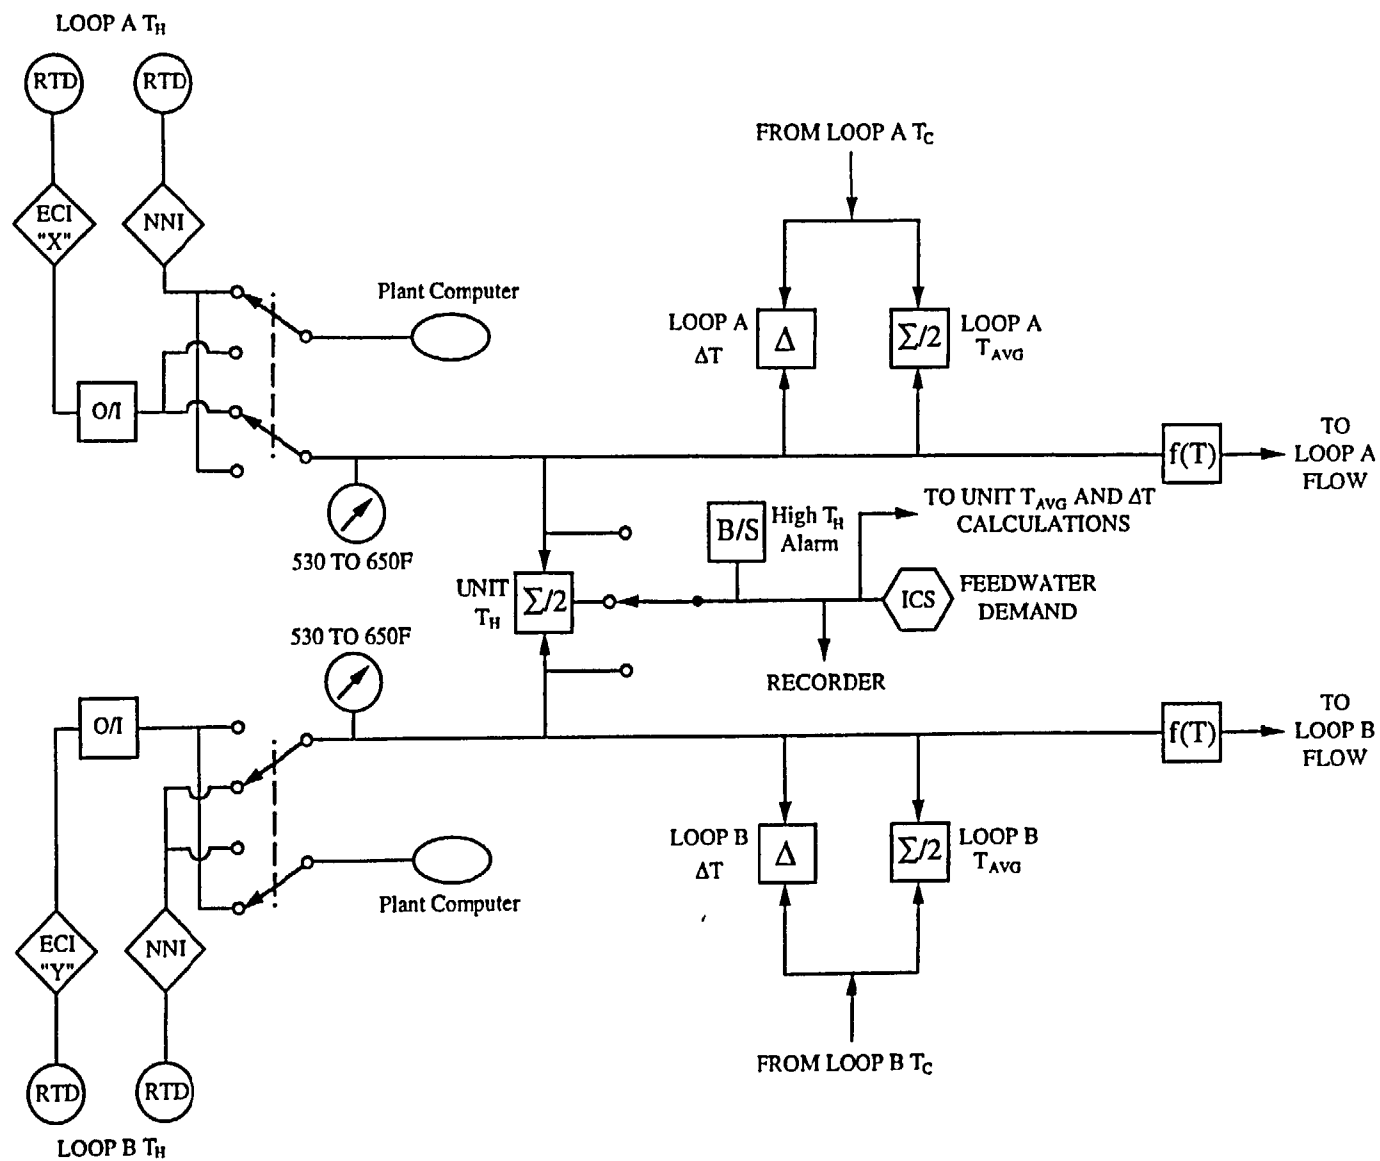 LOOP A TH
RTD
RTD
FROM LOOP A TC
ECI
"X"
NNI
Plant Computer
LOOP A
ΔT
Δ
Σ/2
LOOP A
TAVG
O/I
TO
LOOP A
FLOW
f(T)
530 TO 650F
B/S
High TH
Alarm
TO UNIT TAVG AND ΔT
CALCULATIONS
UNIT
TH
Σ/2
ICS
FEEDWATER
DEMAND
530 TO 650F
RECORDER
O/I
f(T)
TO
LOOP B
FLOW
LOOP B
ΔT
Δ
Σ/2
LOOP B
TAVG
Plant Computer
ECI
"Y"
NNI
FROM LOOP B TC
RTD
RTD
LOOP B TH